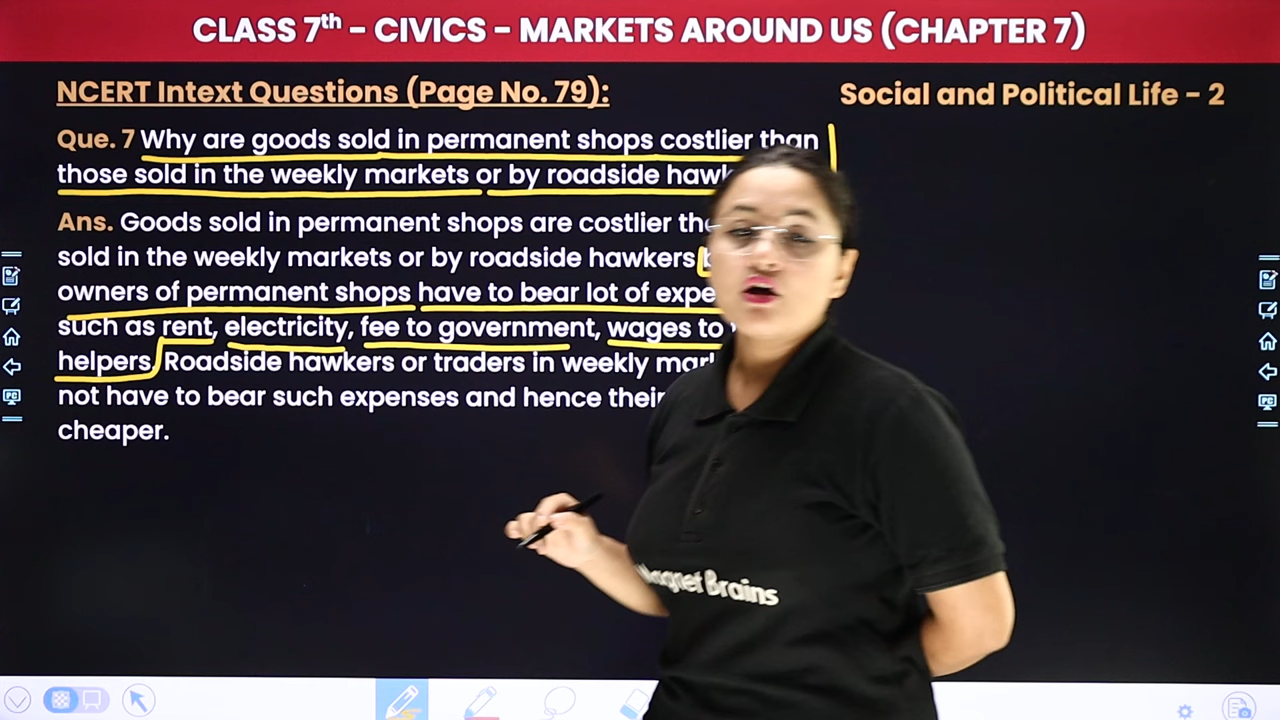 CLASS 7th - CIVICS - MARKETS AROUND US (CHAPTER 7)
NCERT Intext Questions (Page No. 79):
Social and Political Life - 2
Que. 7 Why are goods sold in permanent shops costlier than
those sold in the weekly markets or by roadside
Ans. Goods sold in permanent shops are costlier
sold in the weekly markets or by roadside hawkers
owners of permanent shops have to bear lot of
such as rent, electricity, fee to government, wages to
helpers. Roadside hawkers or traders in weekly
not have to bear such expenses and hence their
cheaper.
Magnet Brains